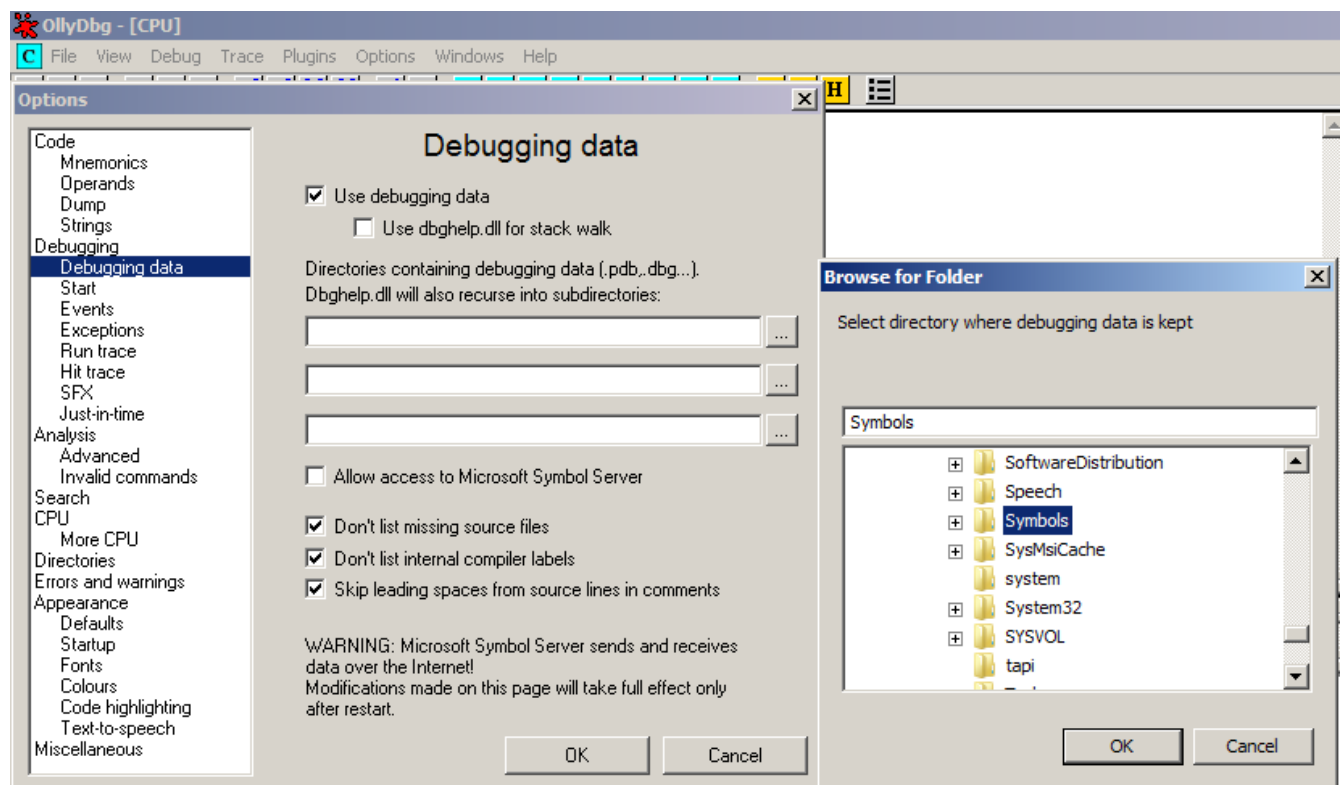 OllyDbg - [CPU]
C File View Debug Trace Plugins Options Windows Help
H
Options
Code
Mnemonics
Operands
Dump
Strings
Debugging
Debugging data
Start
Events
Exceptions
Run trace
Hit trace
SFX
Just-in-time
Analysis
Advanced
Invalid commands
Search
CPU
More CPU
Directories
Errors and warnings
Appearance
Defaults
Startup
Fonts
Colours
Code highlighting
Text-to-speech
Miscellaneous
Debugging data
Use debugging data
Use dbghelp.dll for stack walk
Directories containing debugging data (.pdb,.dbg...).
Dbghelp.dll will also recurse into subdirectories:
...
...
...
Allow access to Microsoft Symbol Server
Don't list missing source files
Don't list internal compiler labels
Skip leading spaces from source lines in comments
WARNING: Microsoft Symbol Server sends and receives
data over the Internet!
Modifications made on this page will take full effect only
after restart.
OK Cancel
Browse for Folder
Select directory where debugging data is kept
Symbols
SoftwareDistribution
Speech
Symbols
SysMsiCache
system
System32
SYSVOL
tapi
OK Cancel